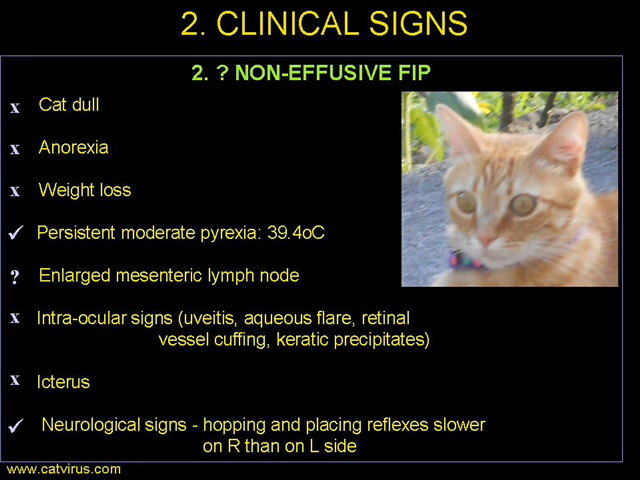 2. CLINICAL SIGNS
2. ? NON-EFFUSIVE FIP
x Cat dull
x Anorexia
x Weight loss
✓ Persistent moderate pyrexia: 39.4oC
? Enlarged mesenteric lymph node
x Intra-ocular signs (uveitis, aqueous flare, retinal
vessel cuffing, keratic precipitates)
x Icterus
✓ Neurological signs - hopping and placing reflexes slower
on R than on L side
www.catvirus.com